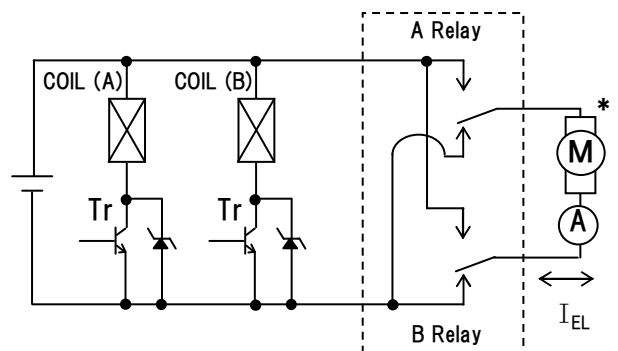 A Relay
COIL (A)
COIL (B)
*
M
Tr
Tr
A
I_EL
B Relay